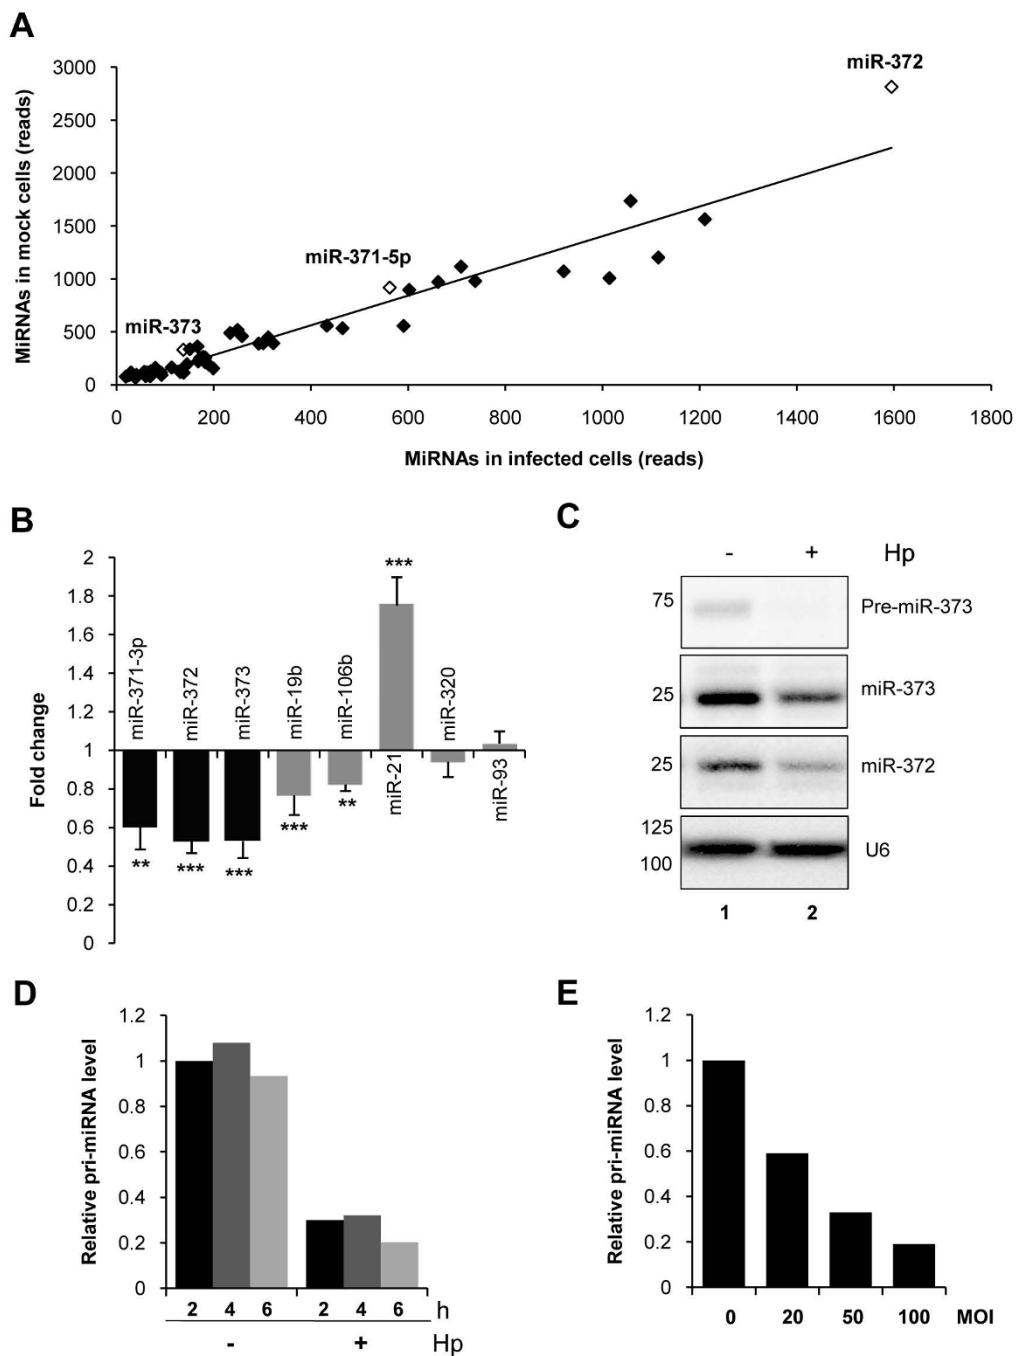 A
3000
2500
2000
1500
1000
500
0
MiRNAs in mock cells (reads)
miR-372
miR-371-5p
miR-373
0 200 400 600 800 1000 1200 1400 1600 1800
MiRNAs in infected cells (reads)
B
2
1.8
1.6
1.4
1.2
1
0.8
0.6
0.4
0.2
0
Fold change
miR-371-3p
miR-372
miR-373
miR-19b
miR-106b
miR-21
miR-320
miR-93
**
***
***
***
**
***
C
- + Hp
75 Pre-miR-373
25 miR-373
25 miR-372
125
100
U6
1 2
D
1.2
1
0.8
0.6
0.4
0.2
0
Relative pri-miRNA level
2 4 6 2 4 6 h
- + Hp
E
1.2
1
0.8
0.6
0.4
0.2
0
Relative pri-miRNA level
0 20 50 100 MOI